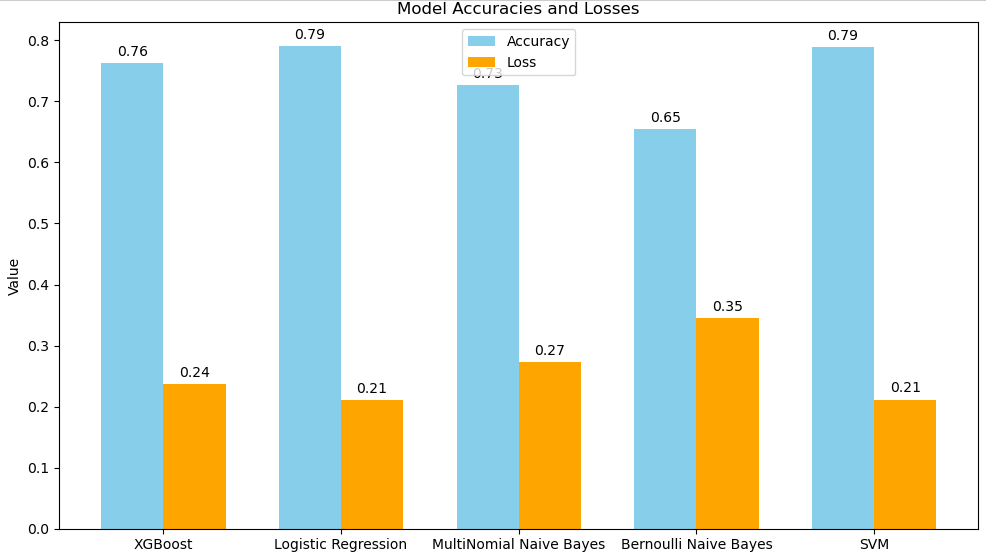 Model Accuracies and Losses
Accuracy
Loss
0.8
0.7
0.6
0.5
0.4
0.3
0.2
0.1
0.0
Value
0.76
0.24
0.79
0.21
0.73
0.27
0.65
0.35
0.79
0.21
XGBoost
Logistic Regression
MultiNomial Naive Bayes
Bernoulli Naive Bayes
SVM